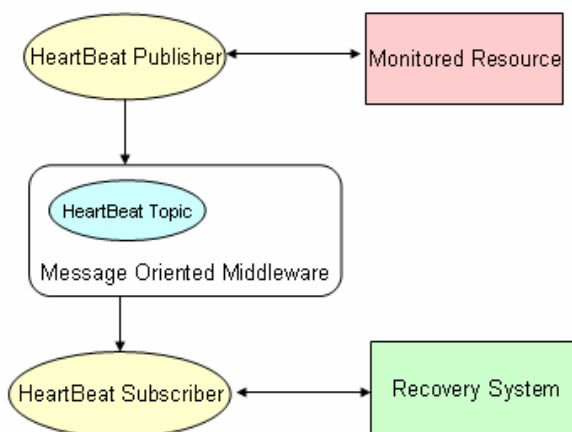 HeartBeat Publisher
Monitored Resource
HeartBeat Topic
Message Oriented Middleware
HeartBeat Subscriber
Recovery System